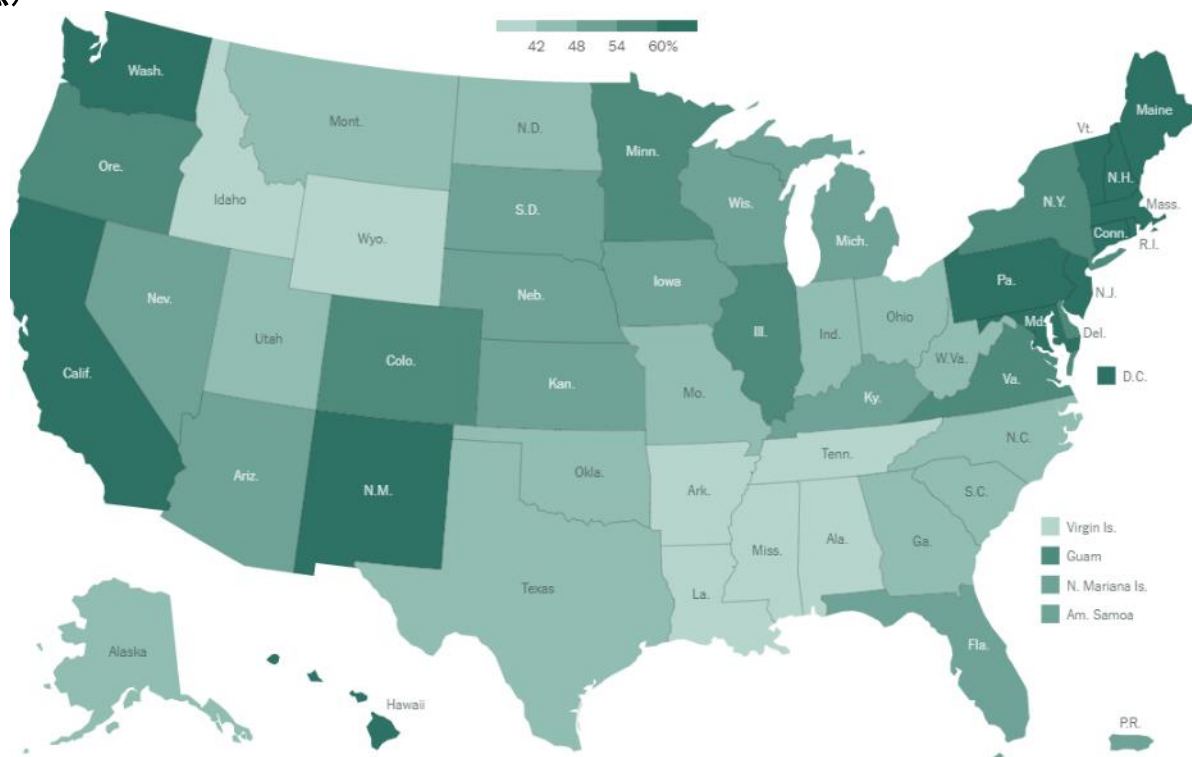 42 48 54 60%
Wash.
Maine
Mont.
N.D.
Vt.
Minn.
Ore.
N.H.
Idaho
Wis.
N.Y.
Mass.
S.D.
Wyo.
Mich.
Conn.
R.I.
Pa.
Iowa
Neb.
N.J.
Nev.
Ohio
Md.
Ill.
Ind.
Del.
Utah
W.Va.
Colo.
Calif.
D.C.
Kan.
Va.
Mo.
Ky.
N.C.
Tenn.
Okla.
Ariz.
N.M.
Ark.
S.C.
Virgin Is.
Ala.
Ga.
Miss.
Guam
Texas
N. Mariana Is.
La.
Am. Samoa
Fla.
Alaska
Hawaii
P.R.